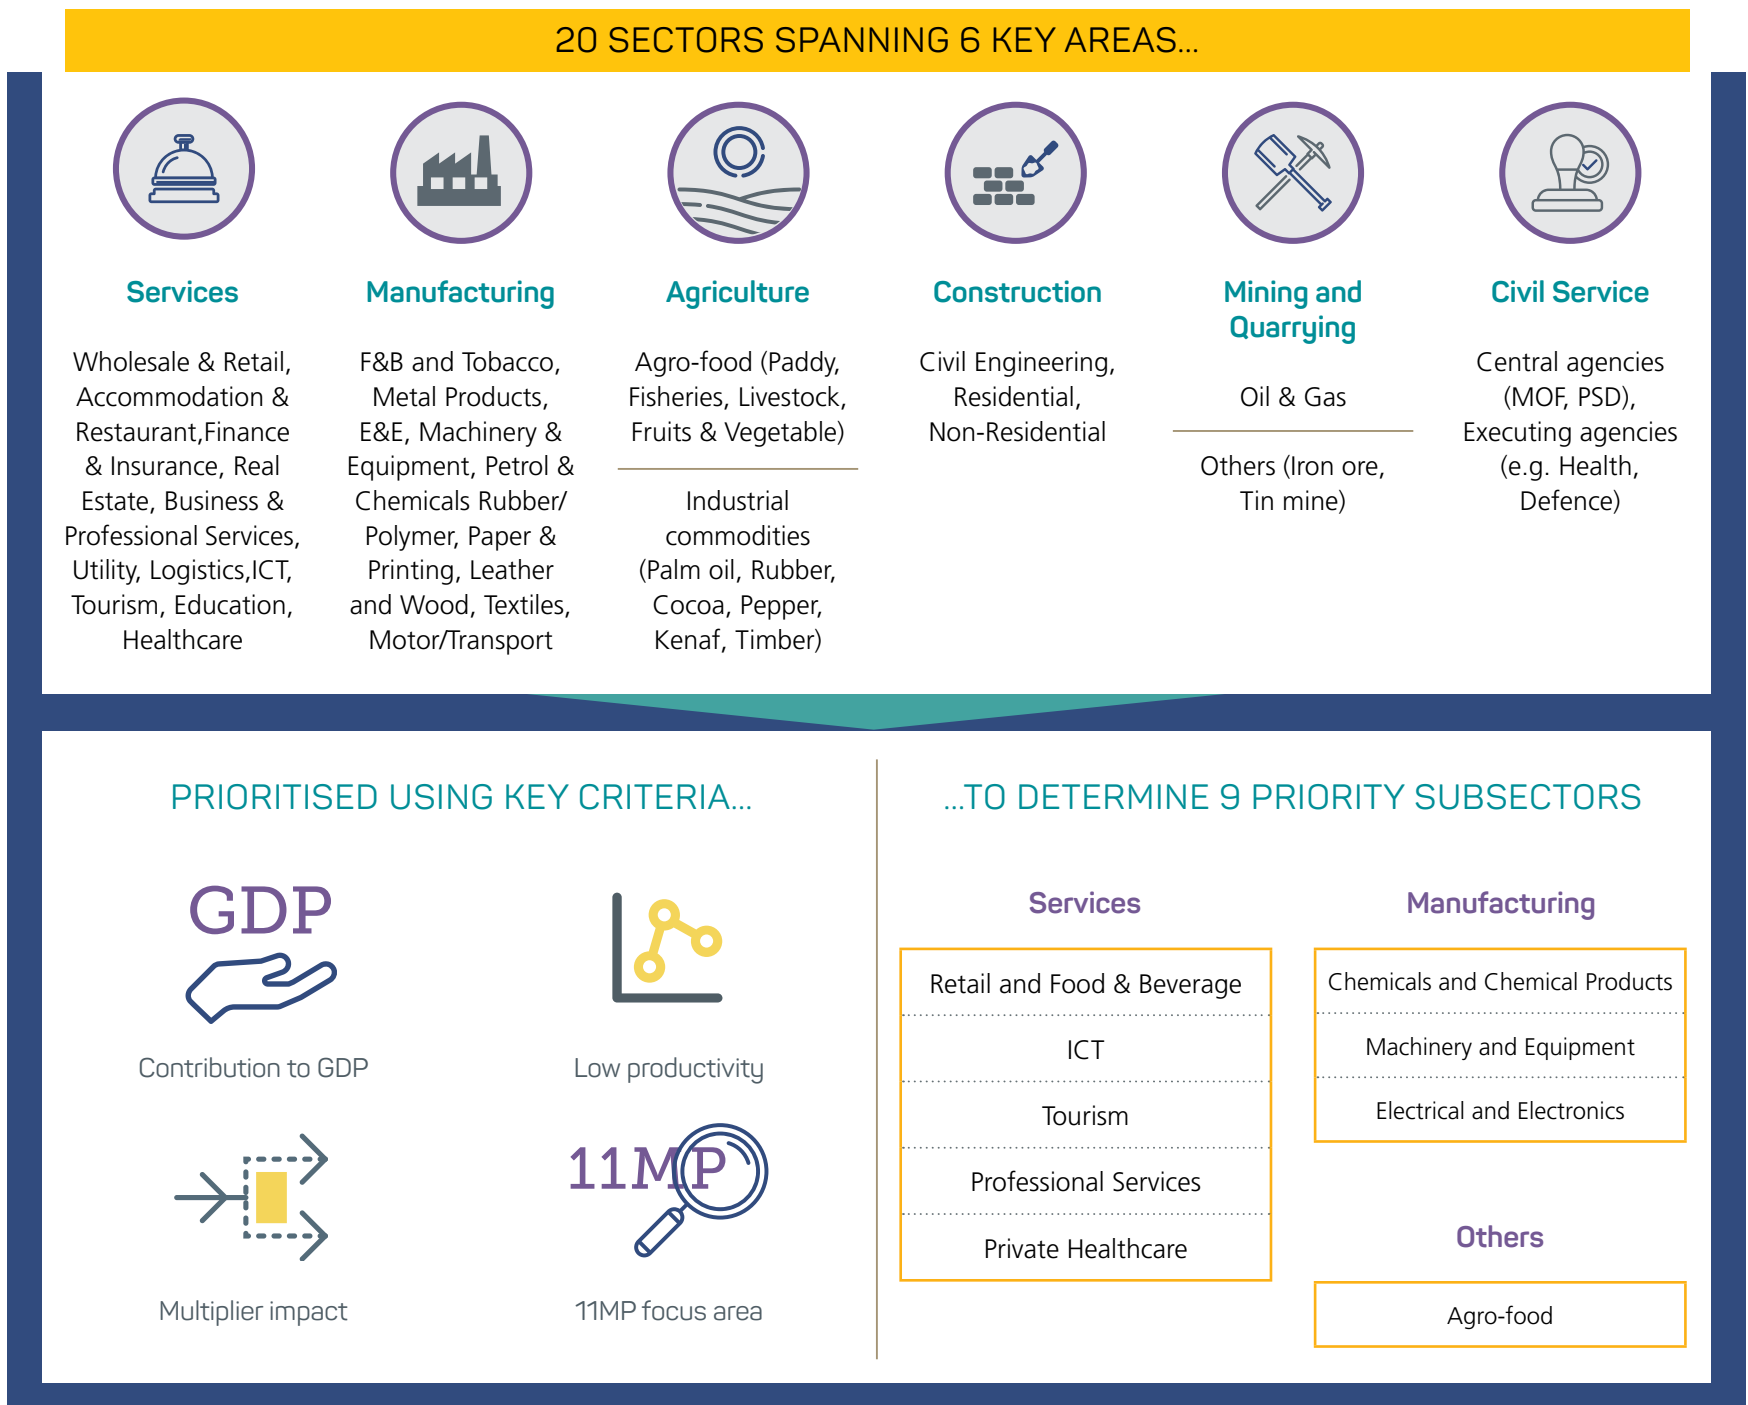 20 SECTORS SPANNING 6 KEY AREAS...
Services
Wholesale & Retail,
Accommodation &
Restaurant,Finance
& Insurance, Real
Estate, Business &
Professional Services,
Utility, Logistics,ICT,
Tourism, Education,
Healthcare
Manufacturing
F&B and Tobacco,
Metal Products,
E&E, Machinery &
Equipment, Petrol &
Chemicals Rubber/
Polymer, Paper &
Printing, Leather
and Wood, Textiles,
Motor/Transport
Agriculture
Agro-food (Paddy,
Fisheries, Livestock,
Fruits & Vegetable)
Industrial
commodities
(Palm oil, Rubber,
Cocoa, Pepper,
Kenaf, Timber)
Construction
Civil Engineering,
Residential,
Non-Residential
Mining and
Quarrying
Oil & Gas
Others (Iron ore,
Tin mine)
Civil Service
Central agencies
(MOF, PSD),
Executing agencies
(e.g. Health,
Defence)
PRIORITISED USING KEY CRITERIA...
GDP
Contribution to GDP
Low productivity
Multiplier impact
11MP
11MP focus area
...TO DETERMINE 9 PRIORITY SUBSECTORS
Services
Retail and Food & Beverage
ICT
Tourism
Professional Services
Private Healthcare
Manufacturing
Chemicals and Chemical Products
Machinery and Equipment
Electrical and Electronics
Others
Agro-food